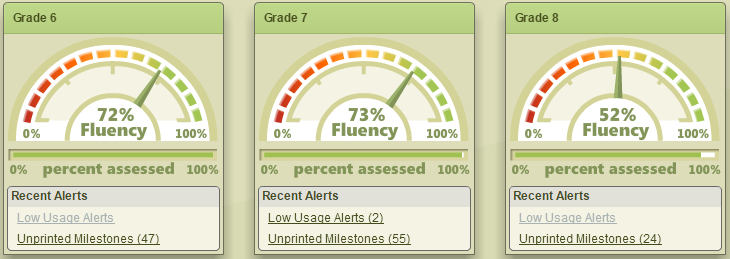 Grade 6
72%
Fluency
0% 100%
0% percent assessed 100%
Recent Alerts
Low Usage Alerts
Unprinted Milestones (47)
Grade 7
73%
Fluency
0% 100%
0% percent assessed 100%
Recent Alerts
Low Usage Alerts (2)
Unprinted Milestones (55)
Grade 8
52%
Fluency
0% 100%
0% percent assessed 100%
Recent Alerts
Low Usage Alerts
Unprinted Milestones (24)